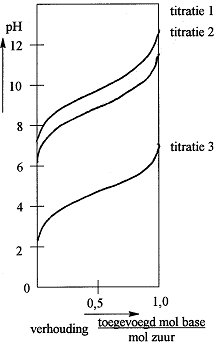 titratie 1
pH
12
titratie 2
10
8
6
titratie 3
4
2
0
0,5
1,0
verhouding toegevoegd mol base
mol zuur